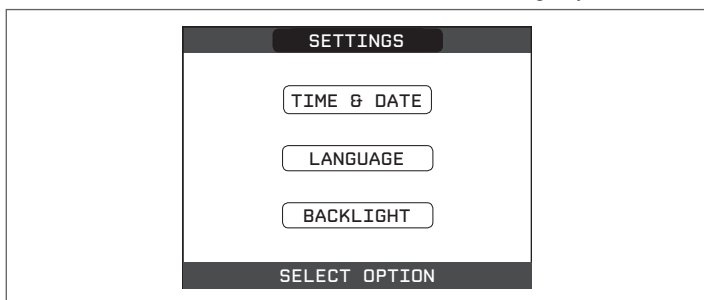 SETTINGS
TIME & DATE
LANGUAGE
BACKLIGHT
SELECT OPTION